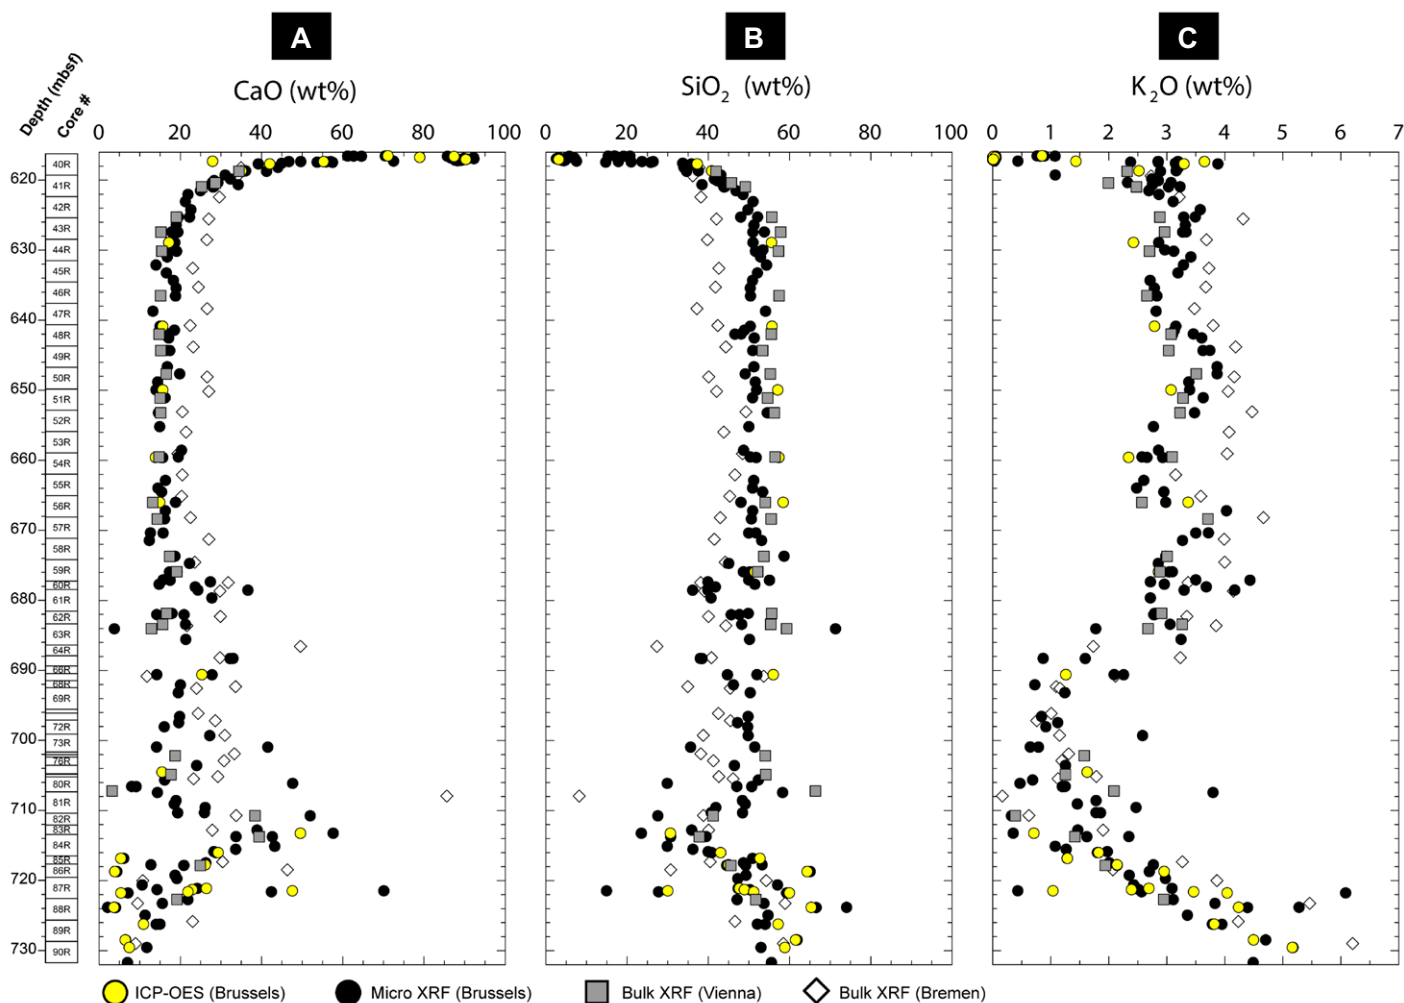 A B C
CaO (wt%) SiO2 (wt%) K2O (wt%)
Depth (mbsf)
Core #
0 20 40 60 80 100 0 20 40 60 80 100 0 1 2 3 4 5 6 7
40R
620
41R
42R
43R
630
44R
45R
46R
47R
640
48R
49R
50R
650
51R
52R
53R
660
54R
55R
56R
670
57R
58R
59R
60R
680
61R
62R
63R
64R
690
66R
68R
69R
72R
700
73R
76R
80R
710
81R
82R
83R
84R
85R
86R
720
87R
88R
89R
730
90R
ICP-OES (Brussels) Micro XRF (Brussels) Bulk XRF (Vienna) Bulk XRF (Bremen)